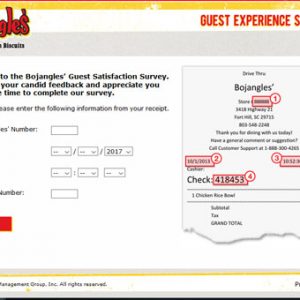 ngles'
n Biscuits
GUEST EXPERIENCE S
to the Bojangles' Guest Satisfaction Survey.
your candid feedback and appreciate you
e time to complete our survey.
ease enter the following information from your receipt.
es' Number:
-- / -- / 2017
-- : --
Number:
Drive Thru
Bojangles'
Store
1
3418 Highway 21
Fort Mill, SC 29715
803-548-2248
Thank you for dining with us today!
Have a general comment or suggestion?
Call Customer Support at 1-888-300-4265
2
3
10/1/2013
10:52:3
Cashier:
Check: 418453
4
1 Chicken Rice Bowl
Subtotal
Tax
GRAND TOTAL
Management Group, Inc. All rights reserved.
P